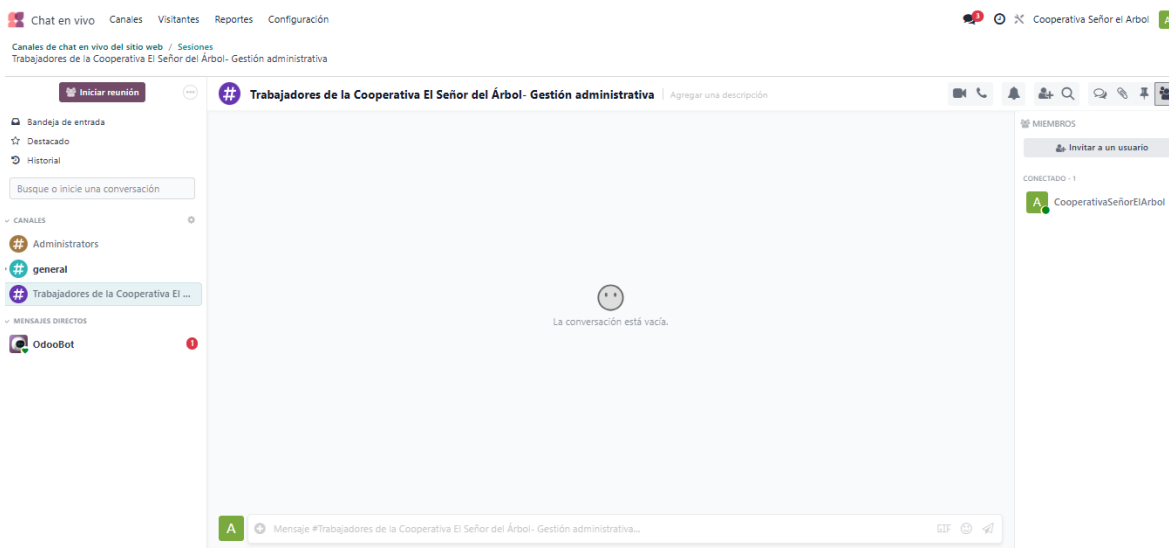 Chat en vivo Canales Visitantes Reportes Configuración 3 Cooperativa Señor el Arbol A
Canales de chat en vivo del sitio web / Sesiones
Trabajadores de la Cooperativa El Señor del Árbol- Gestión administrativa
Iniciar reunión
# Trabajadores de la Cooperativa El Señor del Árbol- Gestión administrativa Agregar una descripción
Bandeja de entrada
Destacado
Historial
Busque o inicie una conversación
CANALES
# Administrators
# general
# Trabajadores de la Cooperativa El ...
MENSAJES DIRECTOS
OdooBot 1
La conversación está vacía.
MIEMBROS
Invitar a un usuario
CONECTADO - 1
A CooperativaSeñorElArbol
A Mensaje #Trabajadores de la Cooperativa El Señor del Árbol- Gestión administrativa... GIF